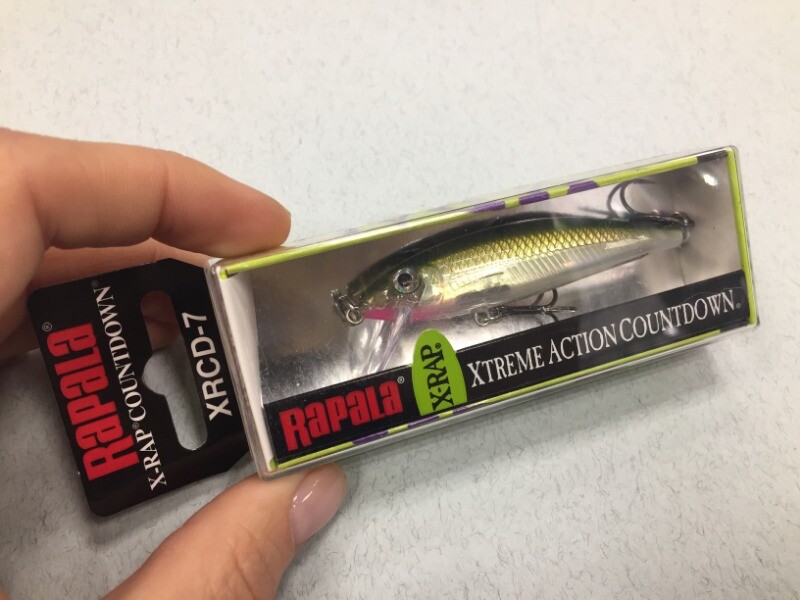 Rapala®
X-RAP® COUNTDOWN®
XRCD-7
Rapala®
X-RAP®
XTREME ACTION COUNTDOWN®